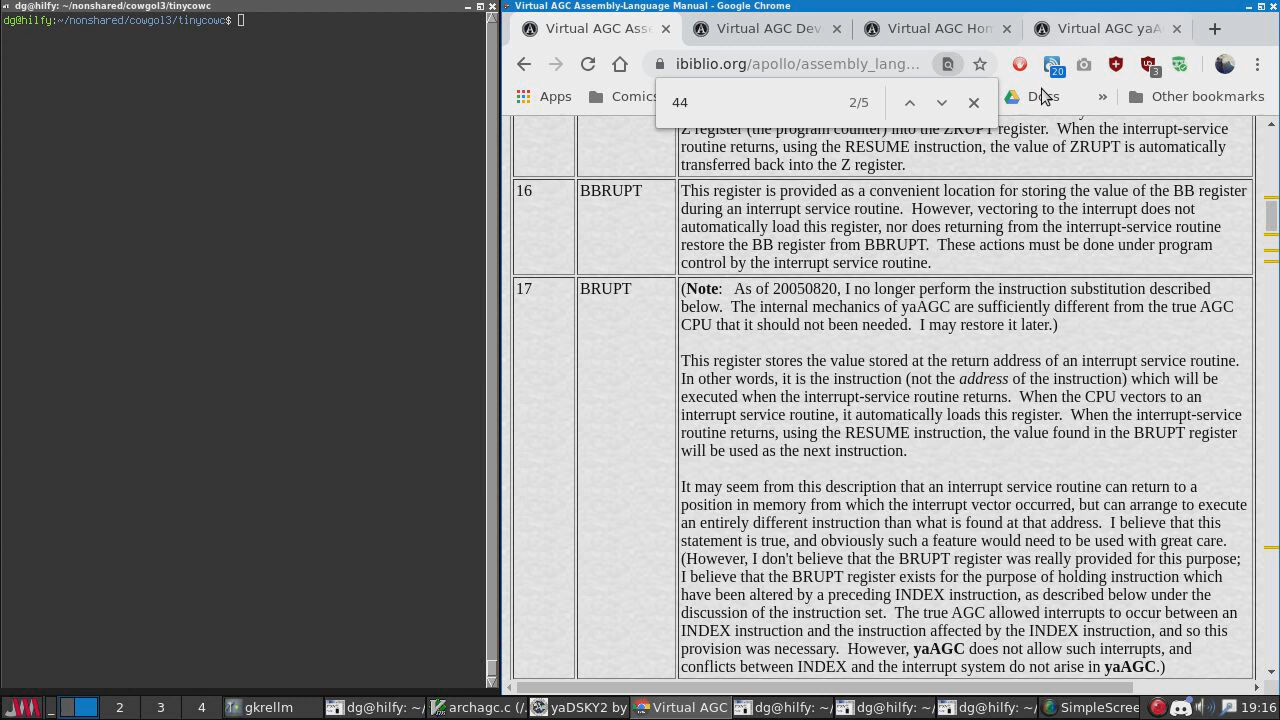 dg@hilfy: ~/nonshared/cowgol3/tinycowc
dg@hilfy:~/nonshared/cowgol3/tinycowc$
Virtual AGC Assembly-Language Manual - Google Chrome
Virtual AGC Asse
Virtual AGC Dev
Virtual AGC Hon
Virtual AGC yaA
ibiblio.org/apollo/assembly_lang...
20
3
Apps
Comics
Docs
»
Other bookmarks
44
2/5
Z register (the program counter) into the ZRUPT register. When the interrupt-service
routine returns, using the RESUME instruction, the value of ZRUPT is automatically
transferred back into the Z register.
16
BBRUPT
This register is provided as a convenient location for storing the value of the BB register
during an interrupt service routine. However, vectoring to the interrupt does not
automatically load this register, nor does returning from the interrupt-service routine
restore the BB register from BBRUPT. These actions must be done under program
control by the interrupt service routine.
17
BRUPT
(Note: As of 20050820, I no longer perform the instruction substitution described
below. The internal mechanics of yaAGC are sufficiently different from the true AGC
CPU that it should not been needed. I may restore it later.)
This register stores the value stored at the return address of an interrupt service routine.
In other words, it is the instruction (not the address of the instruction) which will be
executed when the interrupt-service routine returns. When the CPU vectors to an
interrupt service routine, it automatically loads this register. When the interrupt-service
routine returns, using the RESUME instruction, the value found in the BRUPT register
will be used as the next instruction.
It may seem from this description that an interrupt service routine can return to a
position in memory from which the interrupt vector occurred, but can arrange to execute
an entirely different instruction than what is found at that address. I believe that this
statement is true, and obviously such a feature would need to be used with great care.
(However, I don't believe that the BRUPT register was really provided for this purpose;
I believe that the BRUPT register exists for the purpose of holding instruction which
have been altered by a preceding INDEX instruction, as described below under the
discussion of the instruction set. The true AGC allowed interrupts to occur between an
INDEX instruction and the instruction affected by the INDEX instruction, and so this
provision was necessary. However, yaAGC does not allow such interrupts, and
conflicts between INDEX and the interrupt system do not arise in yaAGC.)
2
3
4
gkrellm
dg@hilfy: ~/
archagc.c (/
yaDSKY2 by
Virtual AGC
dg@hilfy: ~/
dg@hilfy: ~/
dg@hilfy: ~/
SimpleScree
19:16